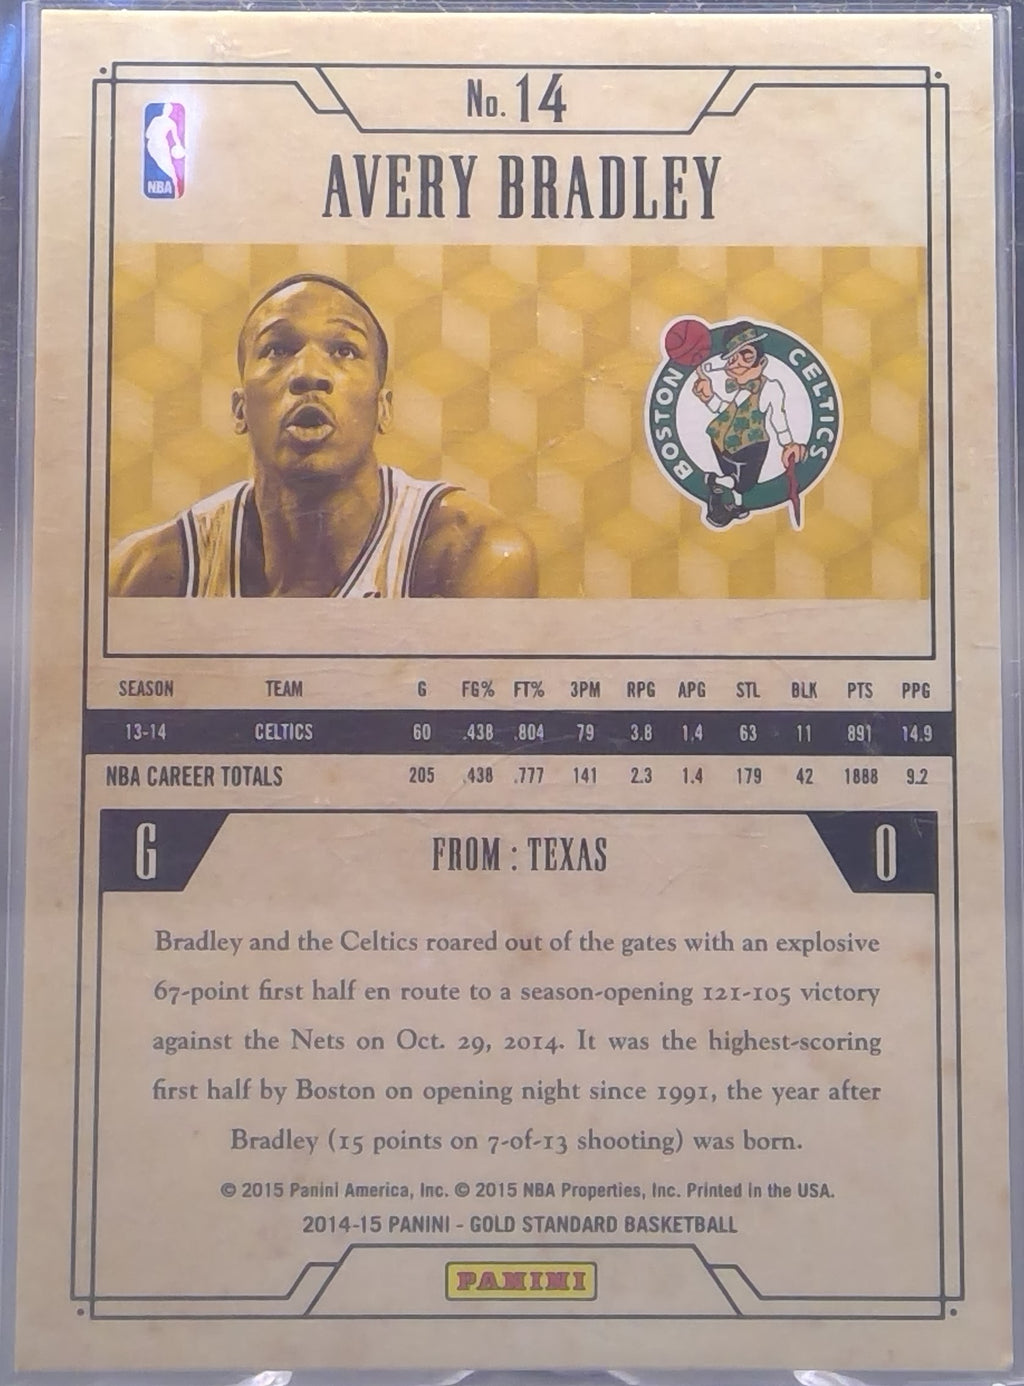 No. 14
NBA
AVERY BRADLEY
BOSTON CELTICS
SEASON TEAM G FG% FT% 3PM RPG APG STL BLK PTS PPG
13-14 CELTICS 60 .438 .804 79 3.8 1.4 63 11 891 14.9
NBA CAREER TOTALS 205 .438 .777 141 2.3 1.4 179 42 1888 9.2
G FROM : TEXAS 0
Bradley and the Celtics roared out of the gates with an explosive
67-point first half en route to a season-opening 121-105 victory
against the Nets on Oct. 29, 2014. It was the highest-scoring
first half by Boston on opening night since 1991, the year after
Bradley (15 points on 7-of-13 shooting) was born.
© 2015 Panini America, Inc. © 2015 NBA Properties, Inc. Printed in the USA.
2014-15 PANINI - GOLD STANDARD BASKETBALL
PANINI